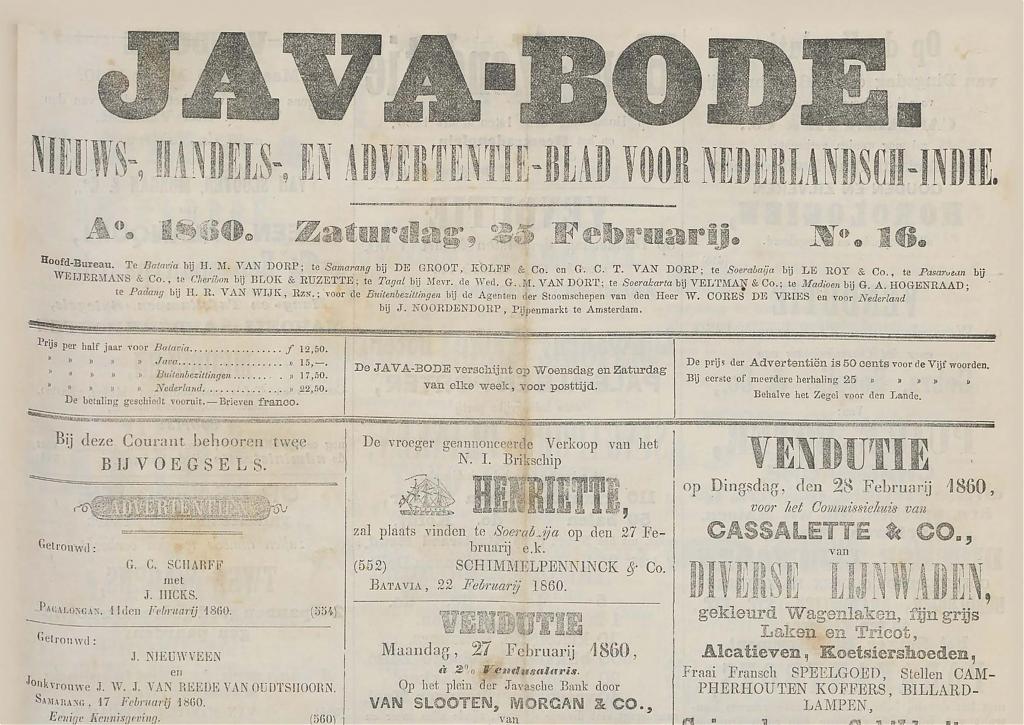 JAVA-BODE.
NIEUWS-, HANDELS-, EN ADVERTENTIE-BLAD VOOR NEDERLANDSCH-INDIE.
Ao. 1860. Zaturdag, 25 Februarij. No. 16.
Hoofd-Bureau. Te Batavia bij H. M. VAN DORP; te Samarang bij DE GROOT, KOLFF & Co. en G. C. T. VAN DORP; te Soerabaija bij LE ROY & Co., te Pasaroean bij
WEIJERMANS & Co., te Cheribon bij BLOK & RUZETTE; te Tagal bij Mevr. de Wed. G. M. VAN DORT; te Soerakarta bij VELTMAN & Co.; te Madioen bij G. A. HOGENRAAD;
te Padang bij H. R. VAN WIJK, Rzn.; voor de Buitenbezittingen bij de Agenten der Stoomschepen van den Heer W. CORES DE VRIES en voor Nederland
bij J. NOORDENDORP, Pijpenmarkt te Amsterdam.
Prijs per half jaar voor Batavia.................. f 12,50.
» » » » » Java..................... » 15,—.
» » » » » Buitenbezittingen.......... » 17,50.
» » » » » Nederland................ » 22,50.
De betaling geschiedt vooruit.—Brieven franco.
De JAVA-BODE verschijnt op Woensdag en Zaturdag
van elke week, voor posttijd.
De prijs der Advertentiën is 50 cents voor de Vijf woorden.
Bij eerste of meerdere herhaling 25 » » » » »
Behalve het Zegel voor den Lande.
Bij deze Courant behooren twee
BIJVOEGSELS.
ADVERTENTIEN.
Getrouwd:
G. C. SCHARFF
met
J. HICKS.
PACALONGAN, 11den Februarij 1860. (554)
Getrouwd:
J. NIEUWVEEN
en
Jonkvrouwe J. W. J. VAN REEDE VAN OUDTSHOORN.
SAMARANG, 17 Februarij 1860.
Eenige Kennisgeving. (560)
De vroeger geannonceerde Verkoop van het
N. I. Brikschip
HENRIETTE,
zal plaats vinden te Soerabaija op den 27 Fe-
bruarij e.k.
(552) SCHIMMELPENNINCK & Co.
BATAVIA, 22 Februarij 1860.
VENDUTIE
Maandag, 27 Februarij 1860,
à 2% Vendusalaris.
Op het plein der Javasche Bank door
VAN SLOOTEN, MORGAN & CO.,
van
VENDUTIE
op Dingsdag, den 28 Februarij 1860,
voor het Commissiehuis van
CASSALETTE & CO.,
van
DIVERSE LIJNWADEN,
gekleurd Wagenlaken, fijn grijs
Laken en Tricot,
Alcatieven, Koetsiershoeden,
Fraai Fransch SPEELGOED, Stellen CAM-
PHERHOUTEN KOFFERS, BILLARD-
LAMPEN,